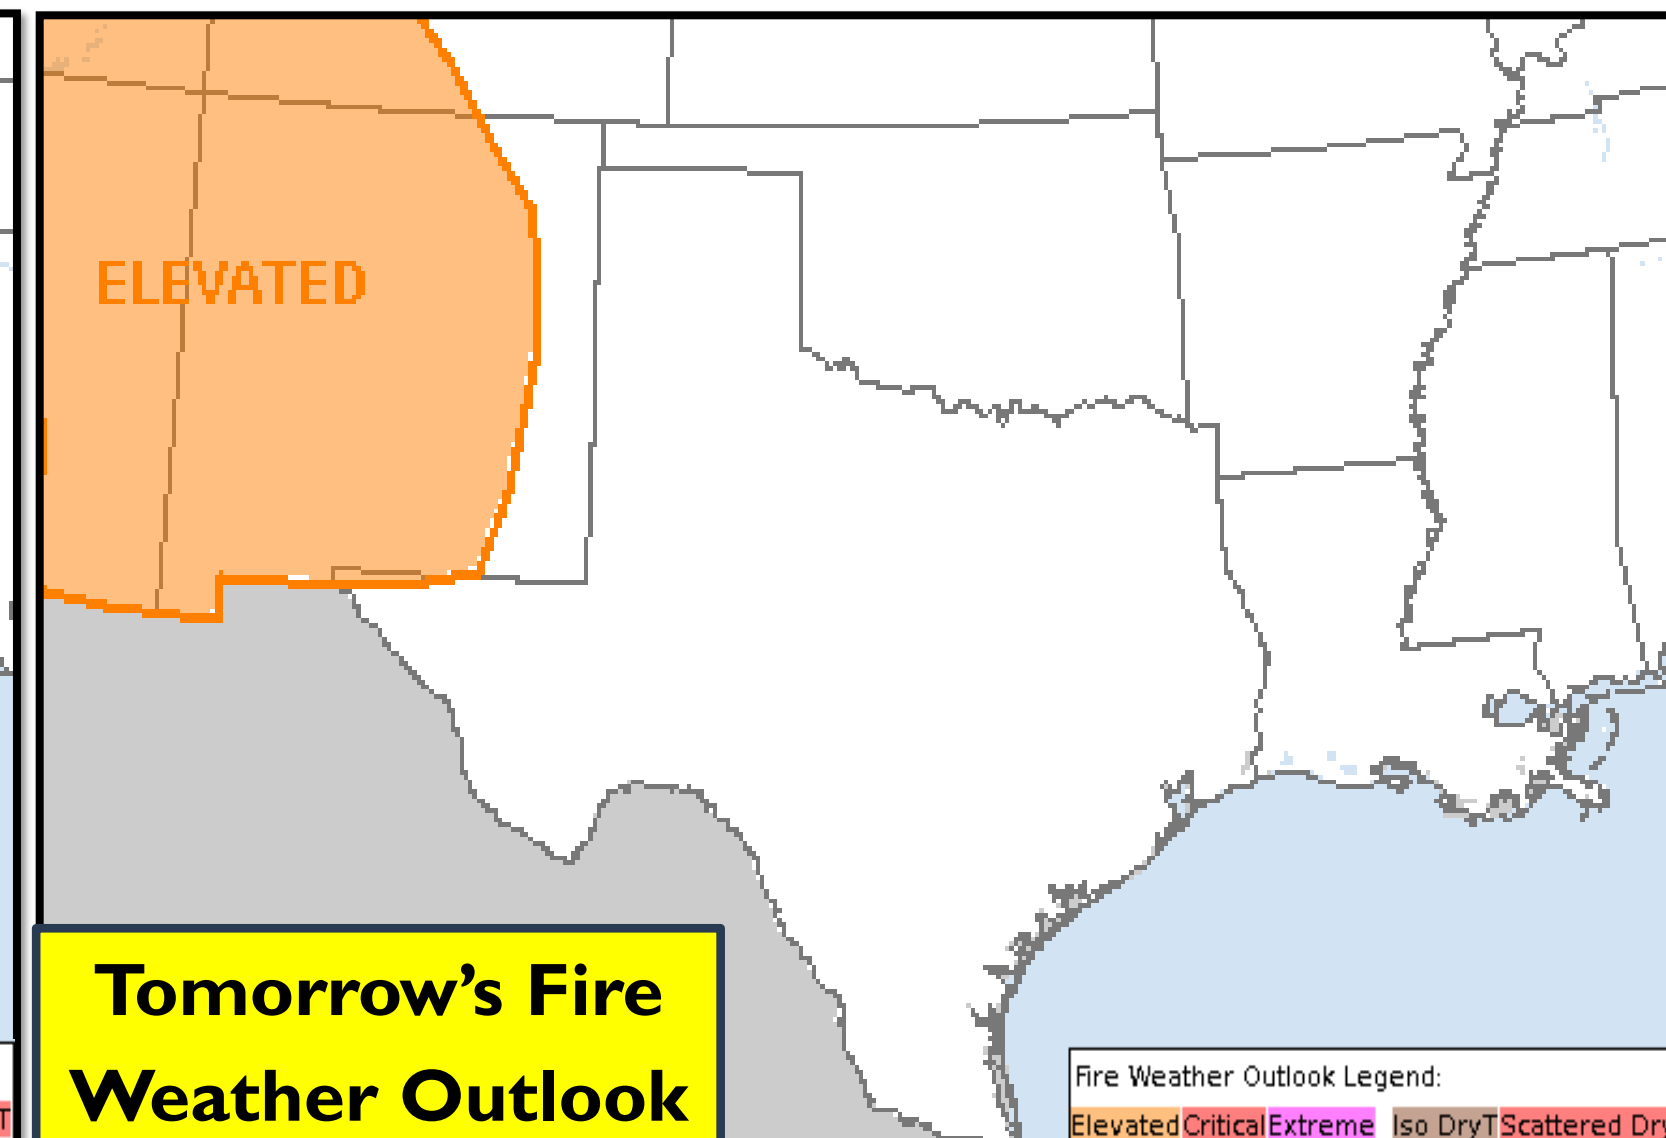 ELEVATED
Tomorrow’s Fire
Weather Outlook
Fire Weather Outlook Legend:
Elevated Critical Extreme Iso DryT Scattered Dry
T